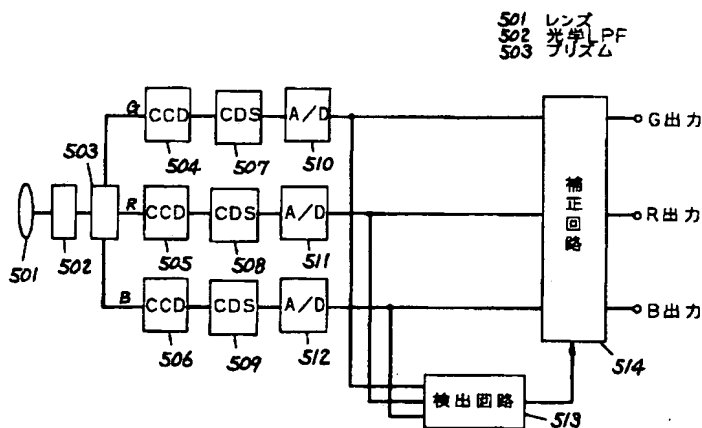 501 レンズ
502 光学LPF
503 プリズム
G
CCD
CDS
A/D
G出力
504
507
510
503
R
CCD
CDS
A/D
補正回路
R出力
501
502
505
508
511
B
CCD
CDS
A/D
B出力
506
509
512
514
検出回路
513